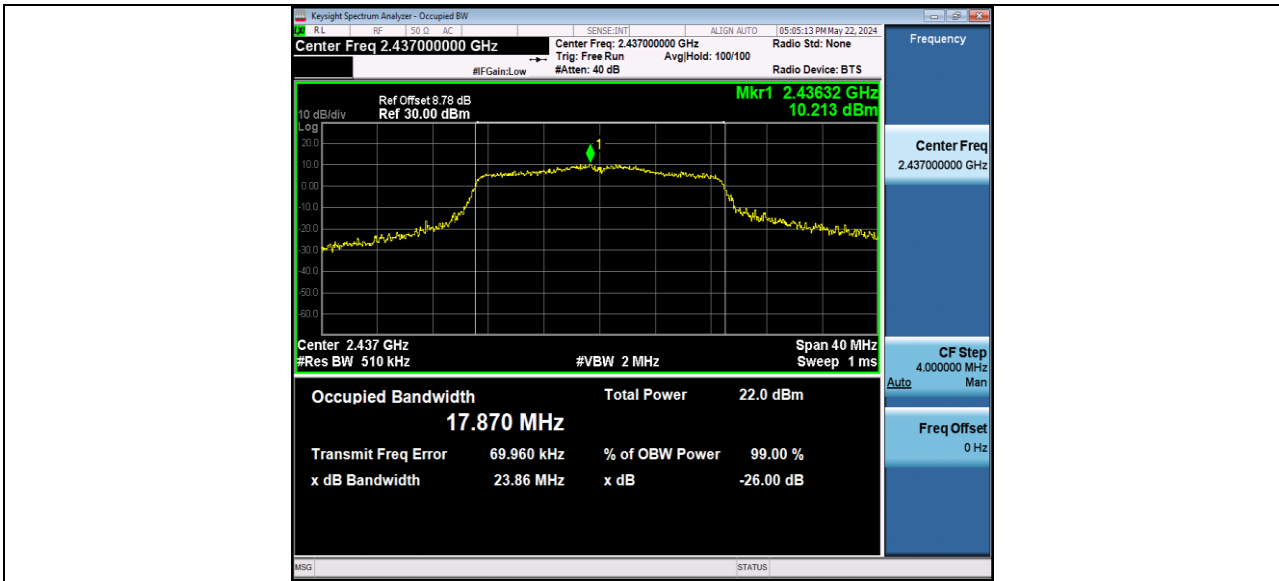 Keysight Spectrum Analyzer - Occupied BW
RL RF 50 Ω AC SENSE:INT ALIGN AUTO 05:05:13 PM May 22, 2024
Center Freq 2.437000000 GHz
Center Freq: 2.437000000 GHz
Radio Std: None
Trig: Free Run Avg|Hold: 100/100
#IFGain:Low
#Atten: 40 dB
Radio Device: BTS
Frequency
Mkr1 2.43632 GHz
10.213 dBm
Ref Offset 8.78 dB
10 dB/div Ref 30.00 dBm
Log
20.0
10.0
0.00
-10.0
-20.0
-30.0
-40.0
-50.0
-60.0
1
Center 2.437 GHz Span 40 MHz
#Res BW 510 kHz #VBW 2 MHz Sweep 1 ms
Occupied Bandwidth Total Power 22.0 dBm
17.870 MHz
Transmit Freq Error 69.960 kHz % of OBW Power 99.00 %
x dB Bandwidth 23.86 MHz x dB -26.00 dB
Center Freq
2.437000000 GHz
CF Step
4.000000 MHz
Auto Man
Freq Offset
0 Hz
MSG STATUS